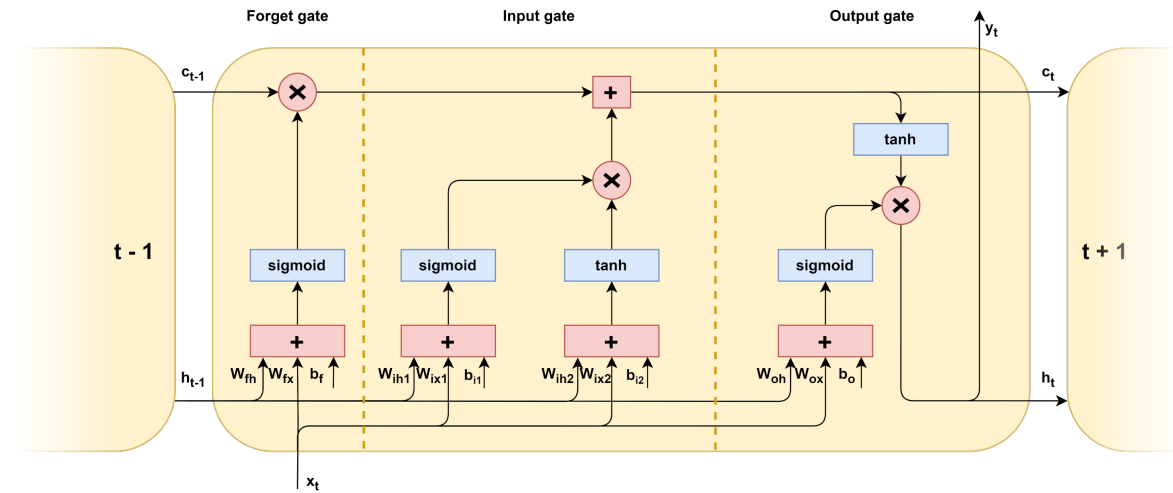 Forget gate
Input gate
Output gate
yt
ct-1
×
+
ct
tanh
×
×
t - 1
t + 1
sigmoid
sigmoid
tanh
sigmoid
+
+
+
+
Wfh Wfx bf
Wih1 Wix1 bi1
Wih2 Wix2 bi2
Woh Wox bo
ht-1
ht
xt